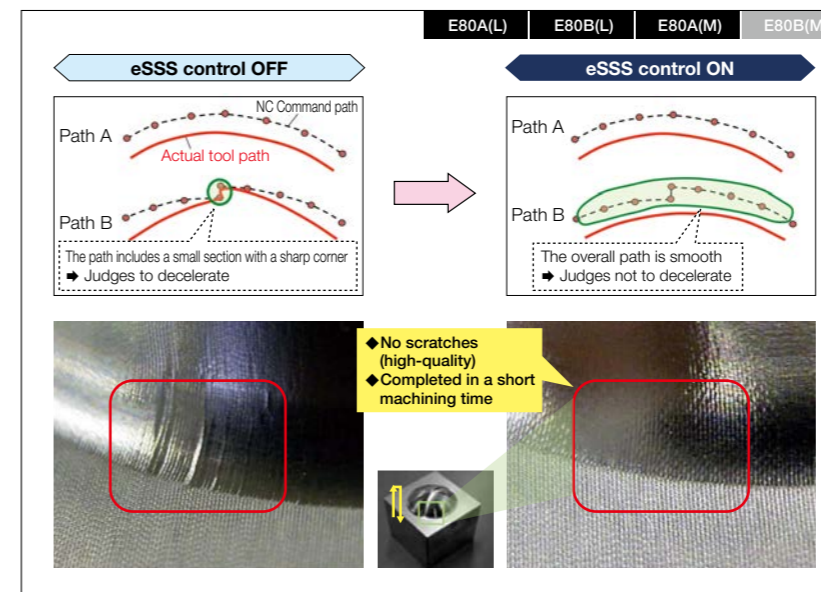 E80A(L) E80B(L) E80A(M) E80B(M
eSSS control OFF
Path A
NC Command path
Actual tool path
Path B
The path includes a small section with a sharp corner
➡ Judges to decelerate
eSSS control ON
Path A
Path B
The overall path is smooth
➡ Judges not to decelerate
◆No scratches
(high-quality)
◆Completed in a short
machining time